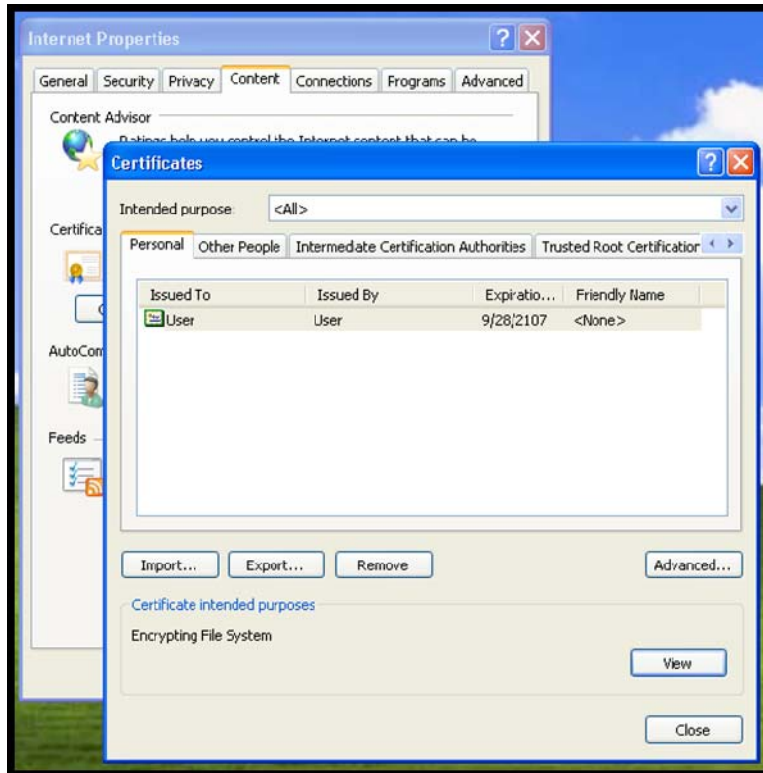 Internet Properties
General Security Privacy Content Connections Programs Advanced
Content Advisor
Certificates
Intended purpose: <All>
Certifica
Personal Other People Intermediate Certification Authorities Trusted Root Certification
Issued To Issued By Expiratio... Friendly Name
User User 9/28/2107 <None>
AutoCom
Feeds
Import... Export... Remove Advanced...
Certificate intended purposes
Encrypting File System
View
Close